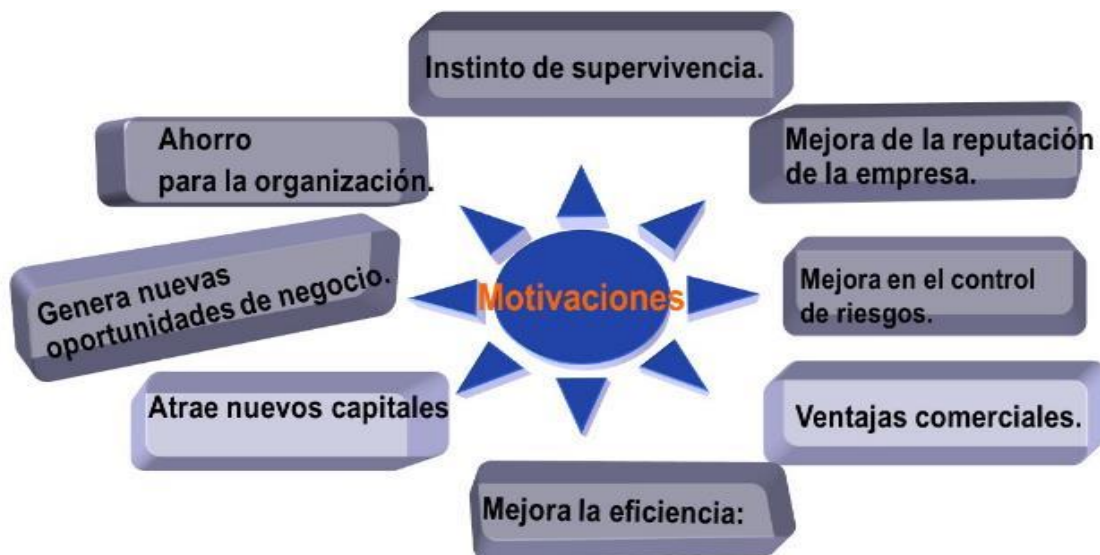 Instinto de supervivencia.
Ahorro
para la organización.
Mejora de la reputación
de la empresa.
Genera nuevas
oportunidades de negocio.
Motivaciones
Mejora en el control
de riesgos.
Atrae nuevos capitales
Ventajas comerciales.
Mejora la eficiencia: